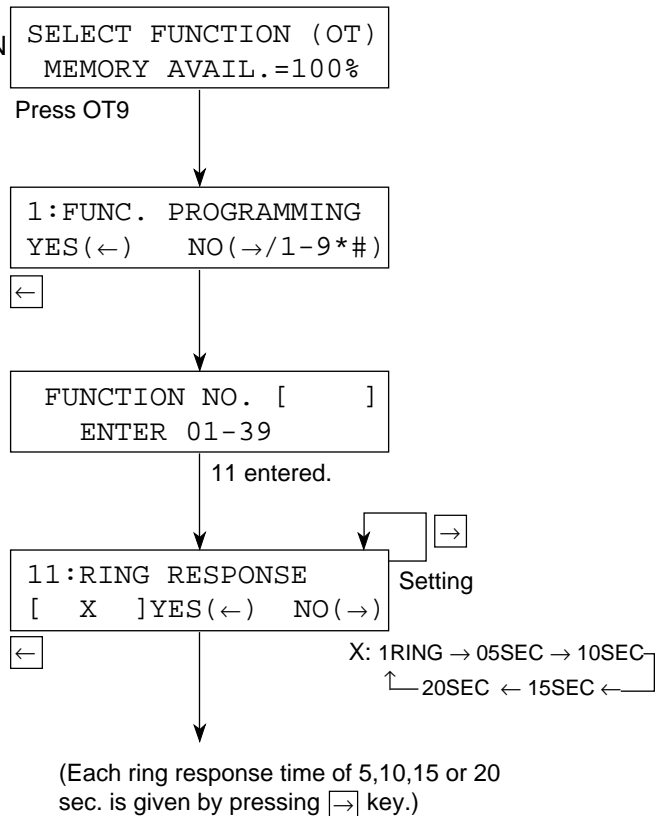 N
SELECT FUNCTION (OT)
MEMORY AVAIL.=100%
Press OT9
1:FUNC. PROGRAMMING
YES(←) NO(→/1-9*#)
←
FUNCTION NO. [ ]
ENTER 01-39
11 entered.
→
11:RING RESPONSE
Setting
[ X ]YES(←) NO(→)
←
X: 1RING → 05SEC → 10SEC
20SEC ← 15SEC ←
(Each ring response time of 5,10,15 or 20
sec. is given by pressing → key.)